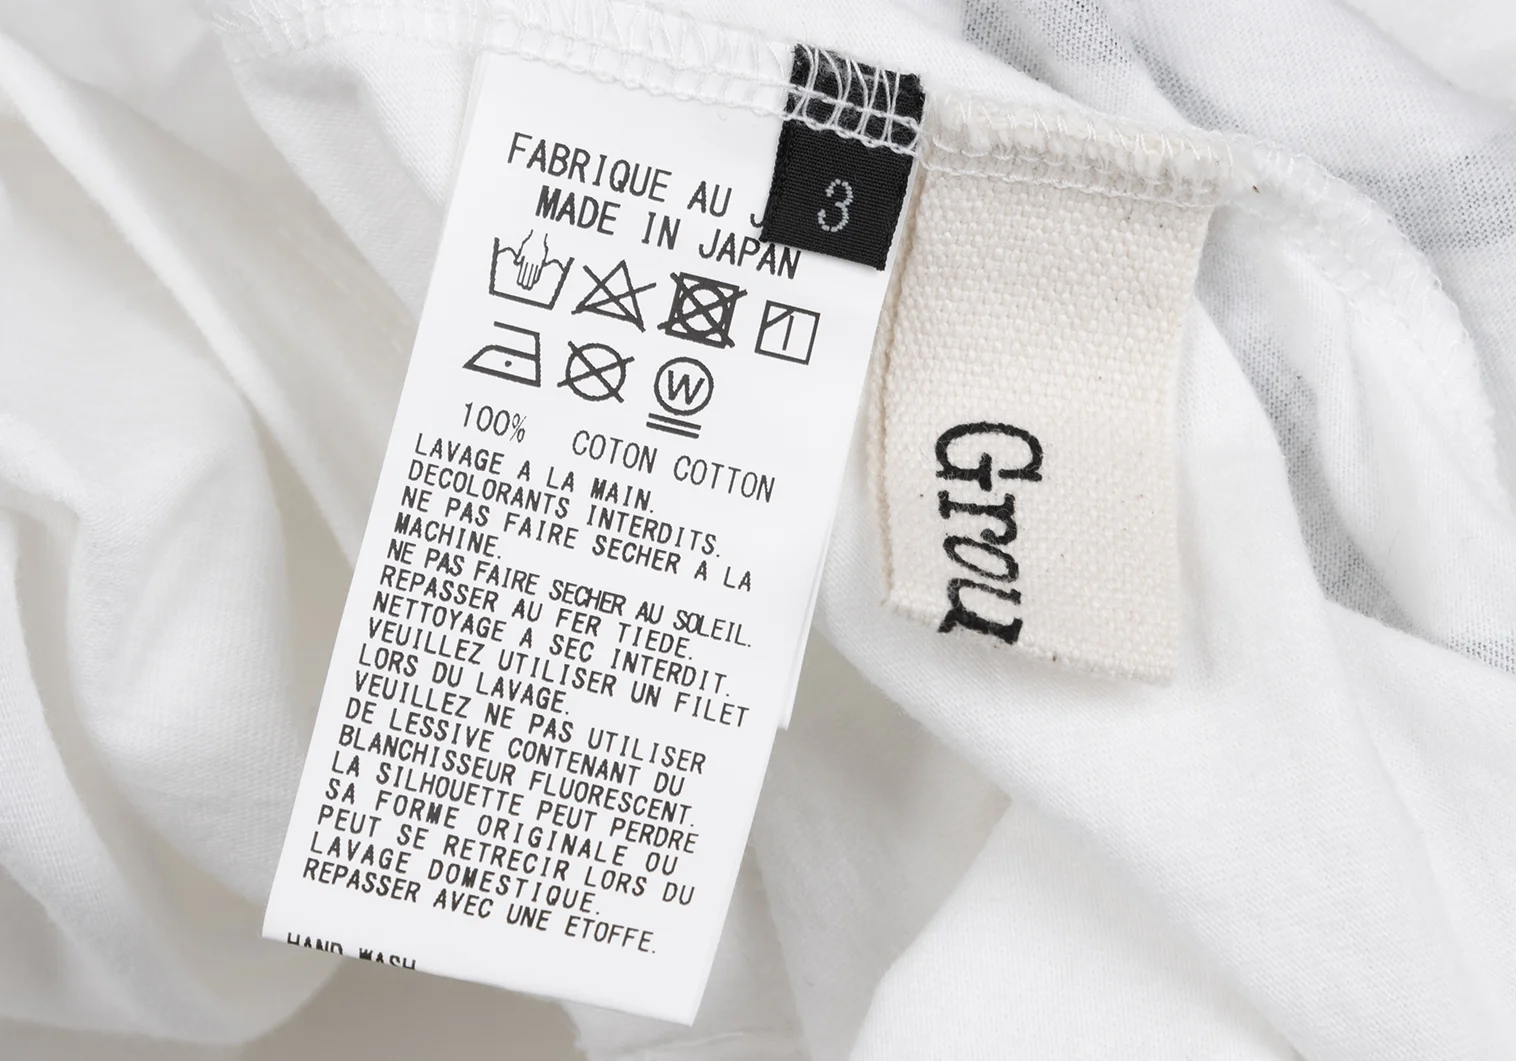 3
FABRIQUE AU
MADE IN JAPAN
W
100% COTON COTTON
LAVAGE A LA MAIN.
DECOLORANTS INTERDITS.
NE PAS FAIRE SECHER A LA
MACHINE.
NE PAS FAIRE SECHER AU SOLEIL.
REPASSER AU FER TIEDE.
NETTOYAGE A SEC INTERDIT.
VEUILLEZ UTILISER UN FILET
LORS DU LAVAGE.
VEUILLEZ NE PAS UTILISER
DE LESSIVE CONTENANT DU
BLANCHISSEUR FLUORESCENT.
LA SILHOUETTE PEUT PERDRE
SA FORME ORIGINALE OU
PEUT SE RETRECIR LORS DU
LAVAGE DOMESTIQUE.
REPASSER AVEC UNE ETOFFE.
HAND WASH
Grou